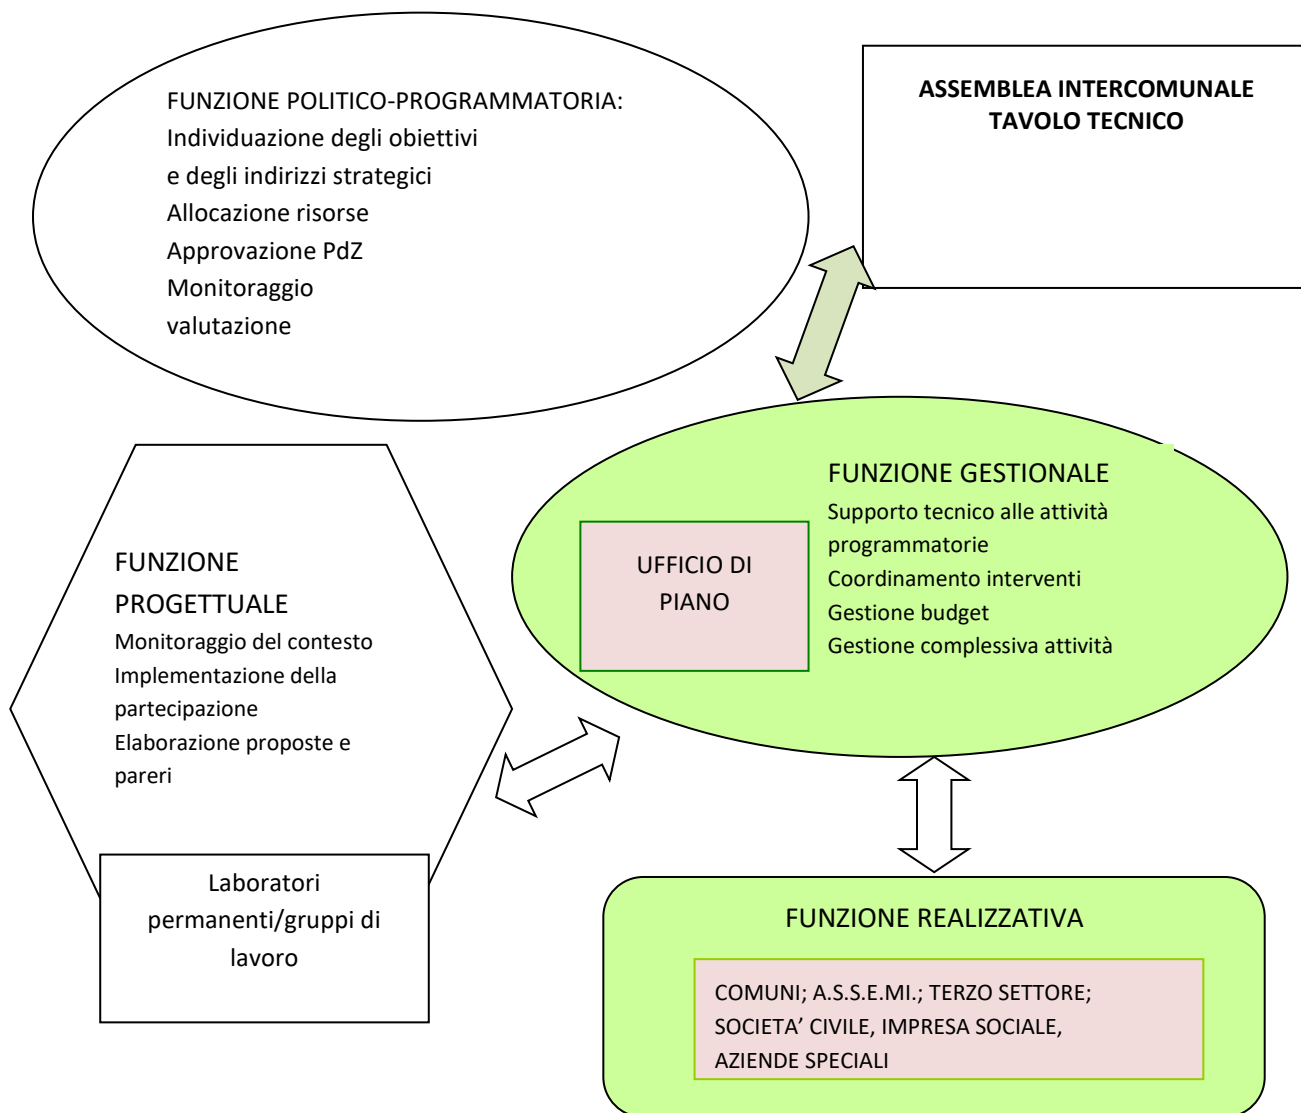 FUNZIONE POLITICO-PROGRAMMATORIA:
Individuazione degli obiettivi
e degli indirizzi strategici
Allocazione risorse
Approvazione PdZ
Monitoraggio
valutazione
ASSEMBLEA INTERCOMUNALE
TAVOLO TECNICO
FUNZIONE
PROGETTUALE
Monitoraggio del contesto
Implementazione della
partecipazione
Elaborazione proposte e
pareri
Laboratori
permanenti/gruppi di
lavoro
UFFICIO DI
PIANO
FUNZIONE GESTIONALE
Supporto tecnico alle attività
programmatorie
Coordinamento interventi
Gestione budget
Gestione complessiva attività
FUNZIONE REALIZZATIVA
COMUNI; A.S.S.E.MI.; TERZO SETTORE;
SOCIETA’ CIVILE, IMPRESA SOCIALE,
AZIENDE SPECIALI